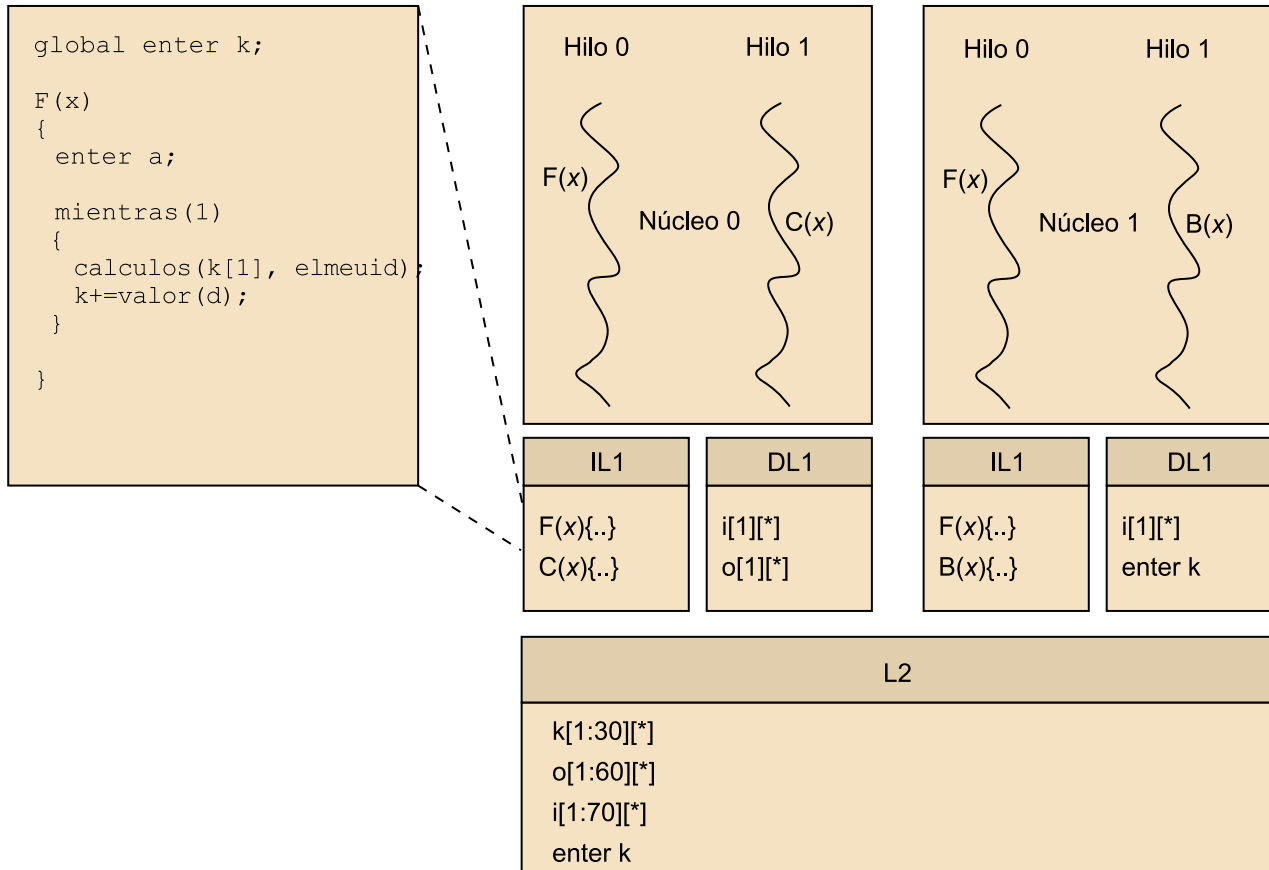 global enter k;
F(x)
{
enter a;
mientras(1)
{
calculos(k[1], elmeuid);
k+=valor(d);
}
}
Hilo 0
Hilo 1
F(x)
Núcleo 0
C(x)
Hilo 0
Hilo 1
F(x)
Núcleo 1
B(x)
IL1
F(x){..}
C(x){..}
DL1
i[1][*]
o[1][*]
IL1
F(x){..}
B(x){..}
DL1
i[1][*]
enter k
L2
k[1:30][*]
o[1:60][*]
i[1:70][*]
enter k